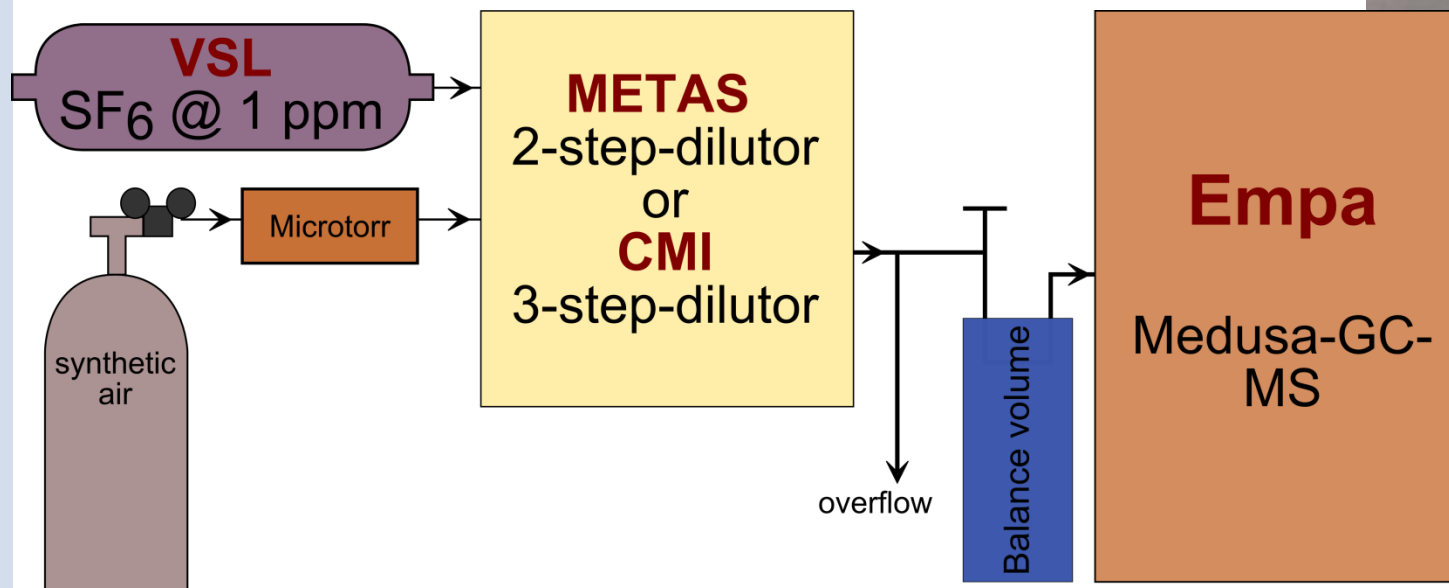 VSL
SF6 @ 1 ppm
METAS
2-step-dilutor
or
CMI
3-step-dilutor
Microtorr
synthetic
air
overflow
Balance volume
Empa
Medusa-GC-
MS